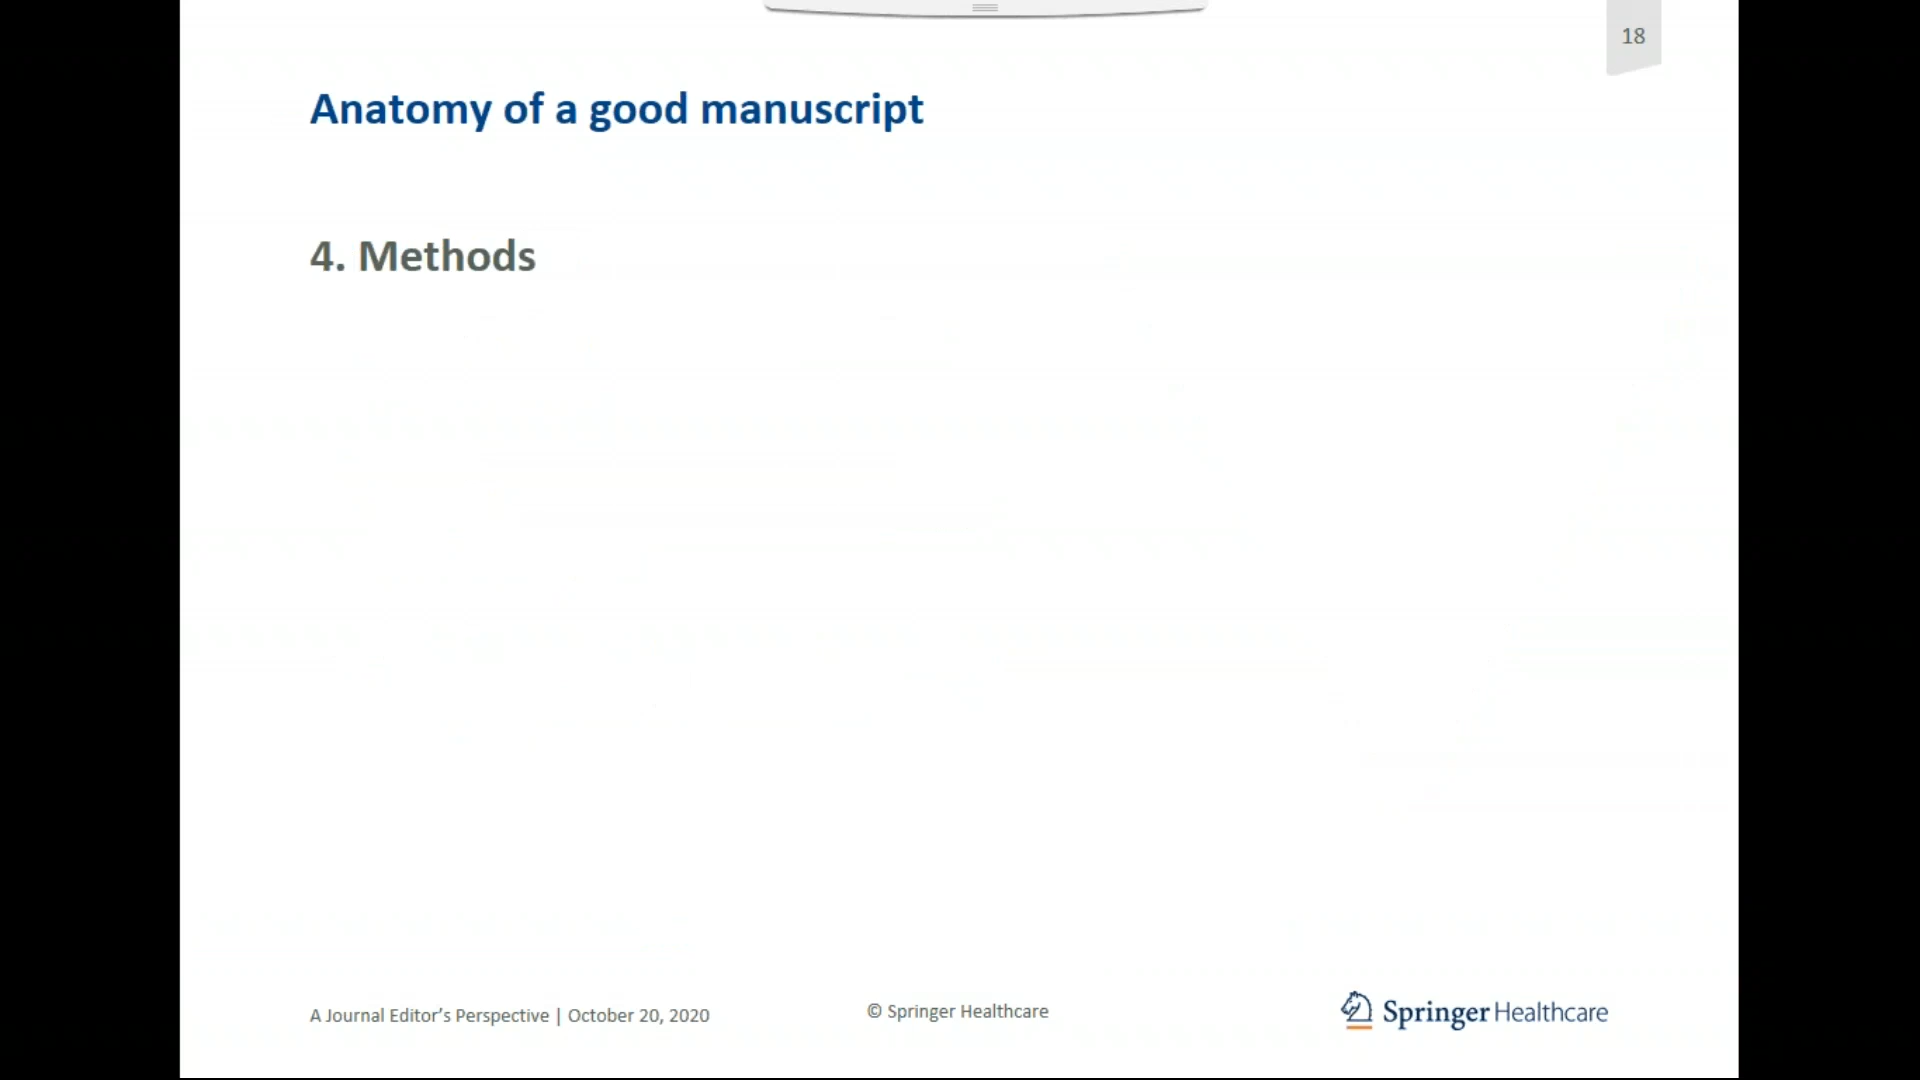 18
Anatomy of a good manuscript
4. Methods
A Journal Editor’s Perspective | October 20, 2020
© Springer Healthcare
Springer Healthcare